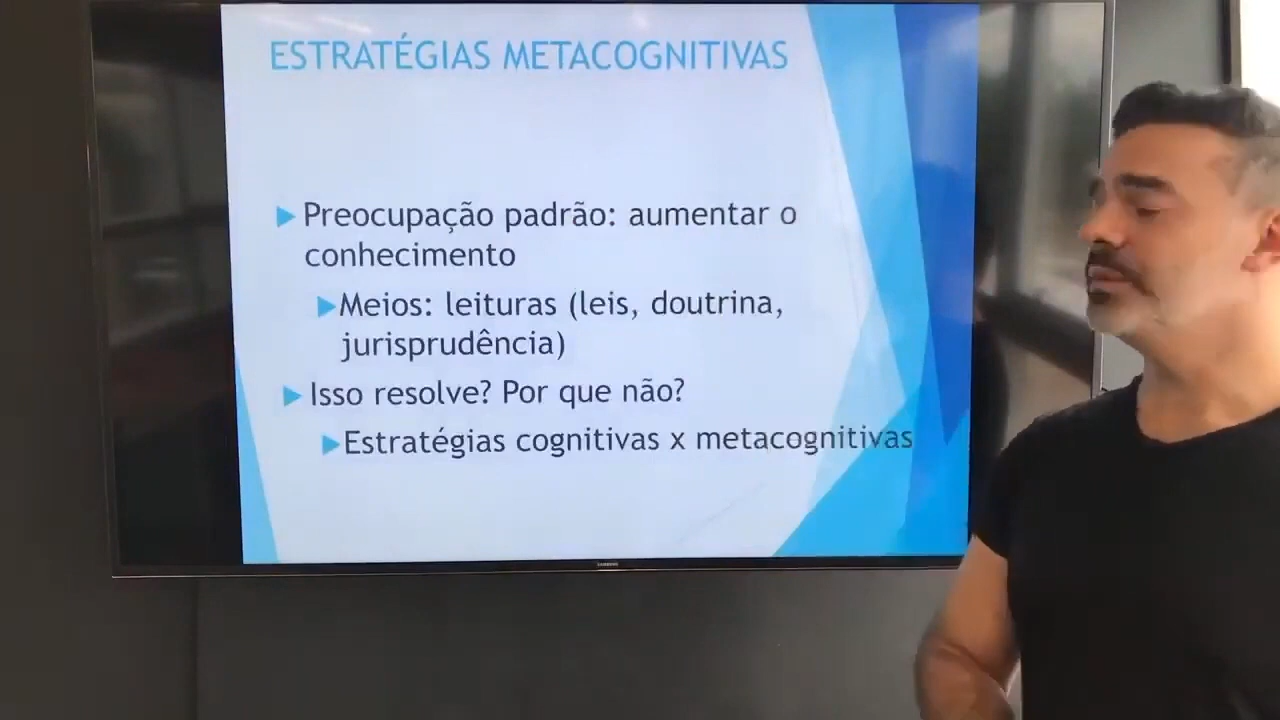 ESTRATÉGIAS METACOGNITIVAS
Preocupação padrão: aumentar o
conhecimento
Meios: leituras (leis, doutrina,
jurisprudência)
Isso resolve? Por que não?
Estratégias cognitivas x metacognitivas
SAMSUNG